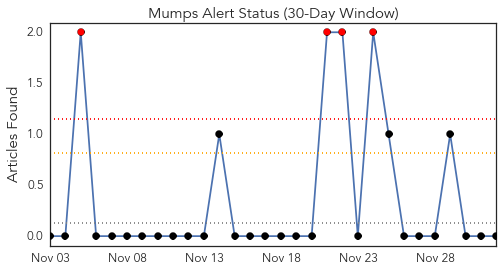 Mumps Alert Status (30-Day Window)
Articles Found
2.0
1.5
1.0
0.5
0.0
Nov 03 Nov 08 Nov 13 Nov 18 Nov 23 Nov 28